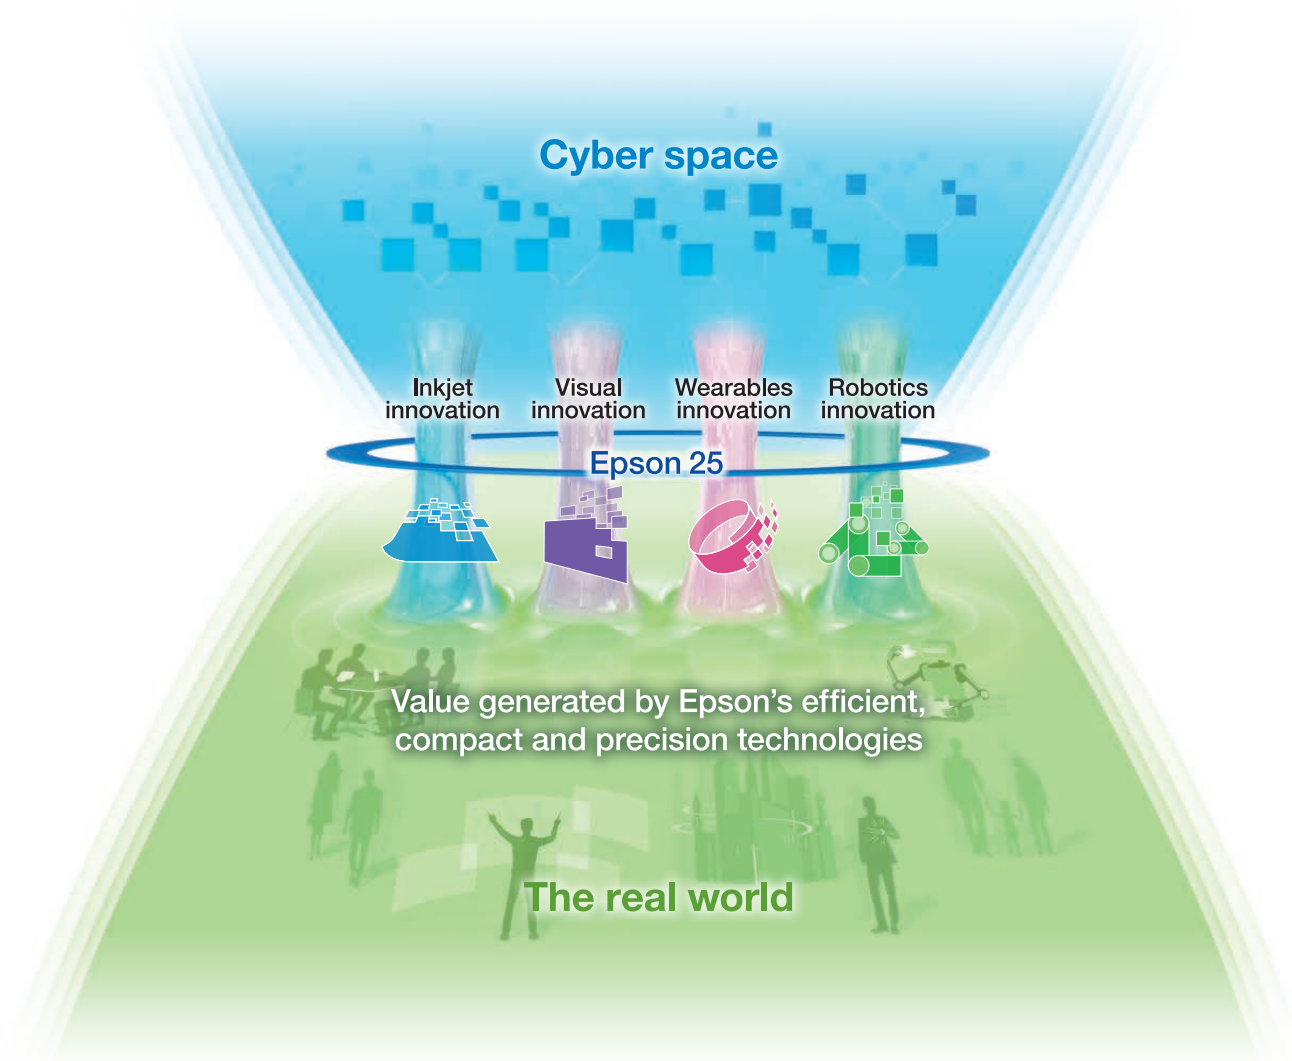 Cyber space
Inkjet
innovation
Visual
innovation
Wearables
innovation
Robotics
innovation
Epson 25
Value generated by Epson’s efficient,
compact and precision technologies
The real world